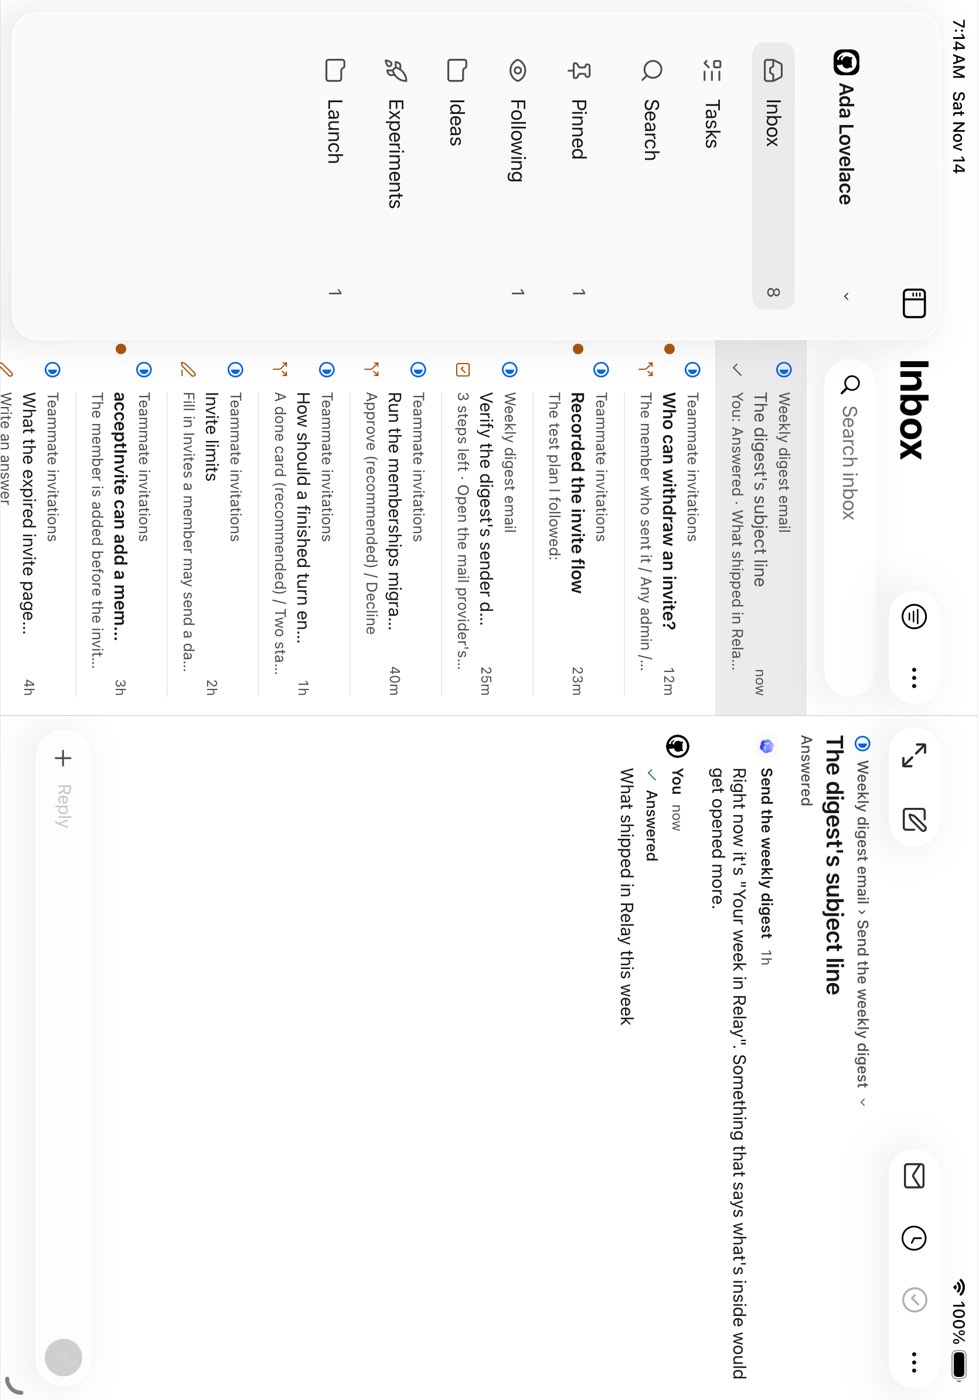 7:14 AM Sat Nov 14
100%
Ada Lovelace
Inbox 8
Tasks
Search
Pinned 1
Following 1
Ideas
Experiments
Launch 1
Inbox
Search inbox
Weekly digest email
The digest's subject line now
You: Answered · What shipped in Rela...
Teammate invitations
Who can withdraw an invite? 12m
The member who sent it / Any admin /...
Teammate invitations
Recorded the invite flow 23m
The test plan I followed:
Weekly digest email
Verify the digest's sender d... 25m
3 steps left · Open the mail provider's...
Teammate invitations
Run the memberships migra... 40m
Approve (recommended) / Decline
Teammate invitations
How should a finished turn en... 1h
A done card (recommended) / Two sta...
Teammate invitations
Invite limits 2h
Fill in Invites a member may send a da...
Teammate invitations
acceptInvite can add a mem... 3h
The member is added before the invit...
Teammate invitations
What the expired invite page... 4h
Write an answer
Weekly digest email › Send the weekly digest
The digest's subject line
Answered
Send the weekly digest 1h
Right now it's "Your week in Relay". Something that says what's inside would
get opened more.
You now
Answered
What shipped in Relay this week
Reply